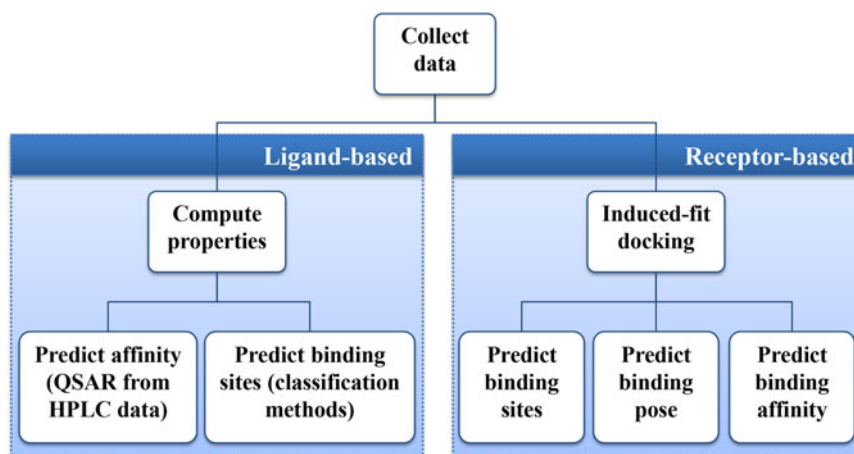 Collect
data
Ligand-based
Receptor-based
Compute
properties
Induced-fit
docking
Predict affinity
(QSAR from
HPLC data)
Predict binding
sites (classification
methods)
Predict
binding
sites
Predict
binding
pose
Predict
binding
affinity